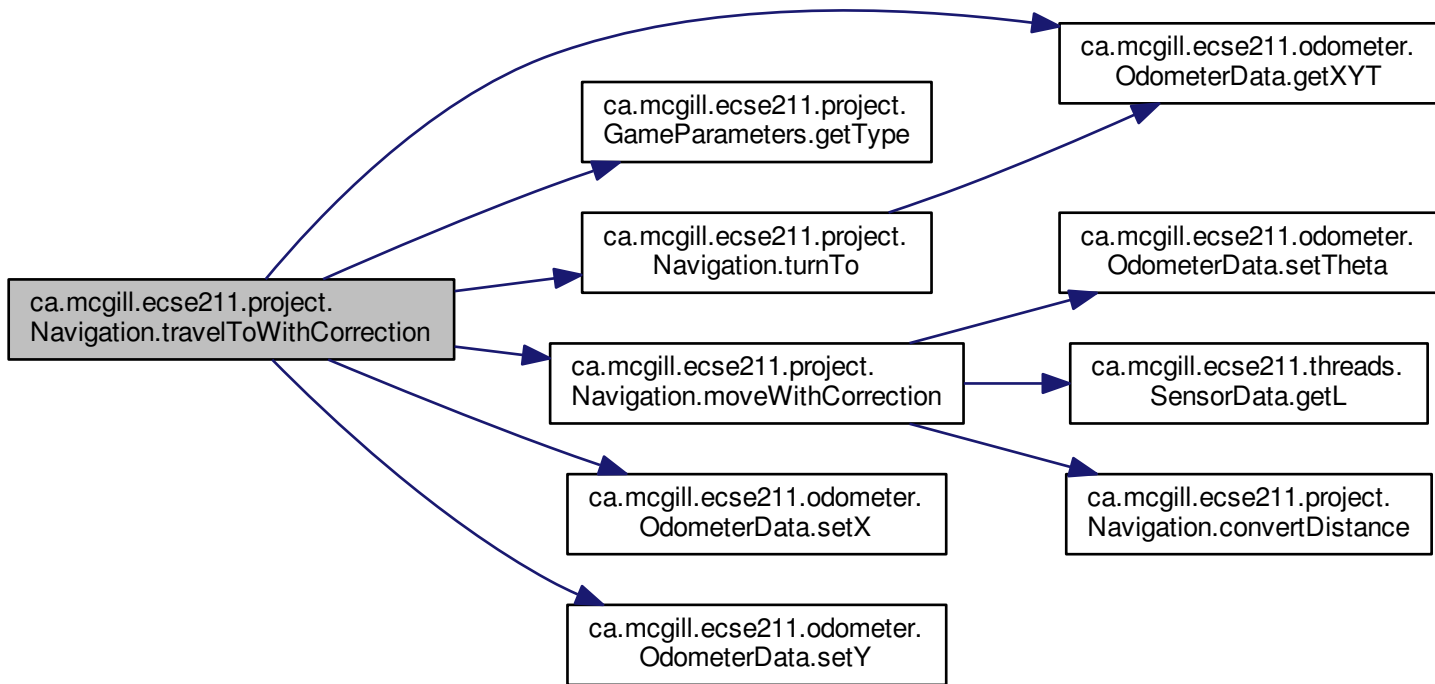 ca.mcgill.ecse211.project.
Navigation.travelToWithCorrection
ca.mcgill.ecse211.odometer.
OdometerData.getXYT
ca.mcgill.ecse211.project.
GameParameters.getType
ca.mcgill.ecse211.project.
Navigation.turnTo
ca.mcgill.ecse211.project.
Navigation.moveWithCorrection
ca.mcgill.ecse211.odometer.
OdometerData.setTheta
ca.mcgill.ecse211.threads.
SensorData.getL
ca.mcgill.ecse211.project.
Navigation.convertDistance
ca.mcgill.ecse211.odometer.
OdometerData.setX
ca.mcgill.ecse211.odometer.
OdometerData.setY